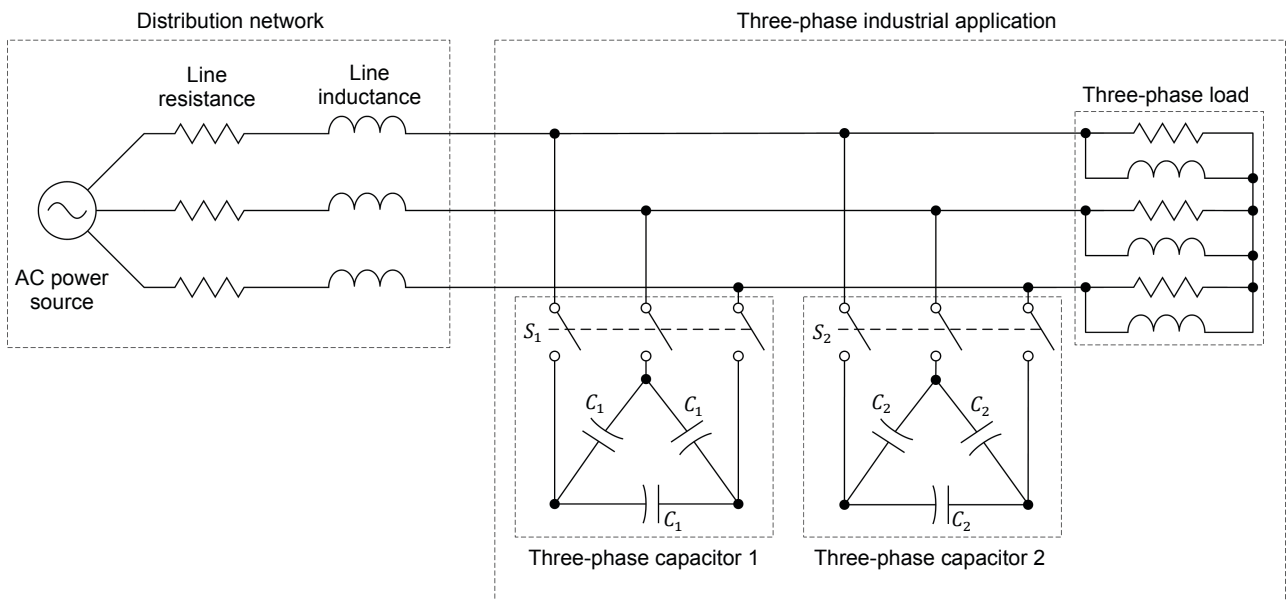 Distribution network
Three-phase industrial application
Line
resistance
Line
inductance
Three-phase load
AC power
source
S₁
S₂
C₁
C₁
C₁
C₂
C₂
C₂
Three-phase capacitor 1
Three-phase capacitor 2